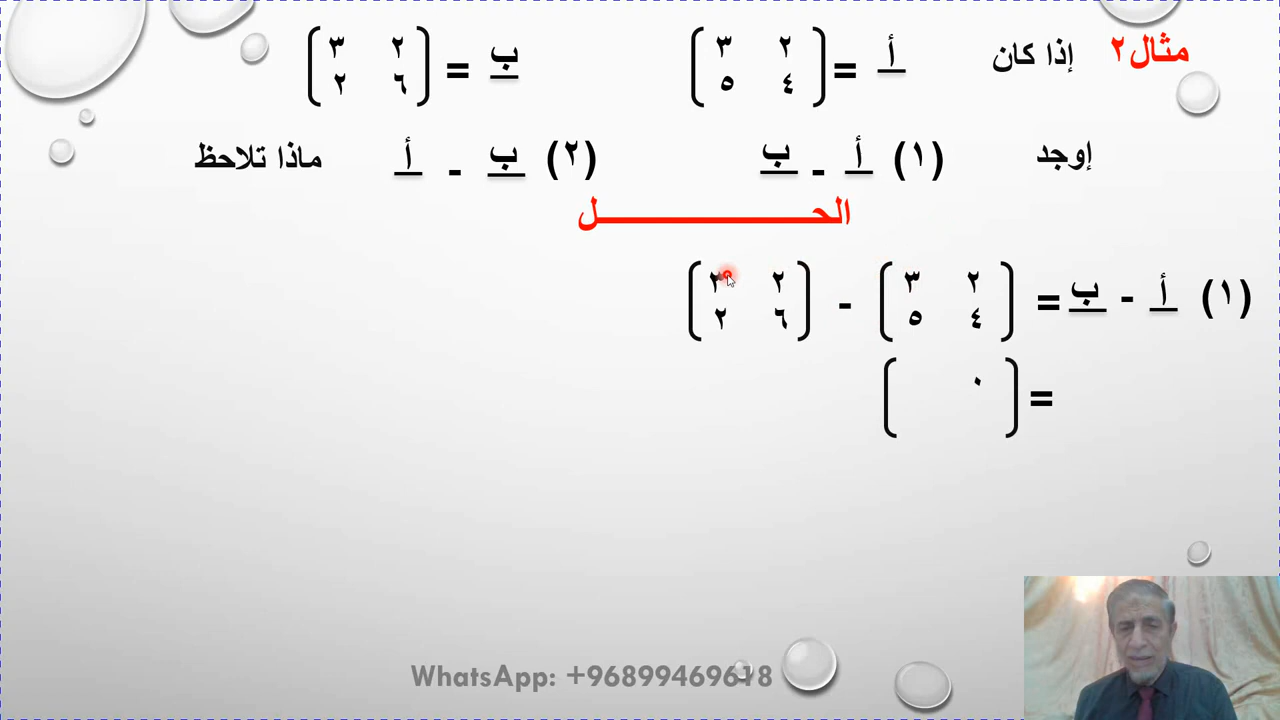 مثال٢ إذا كان أ = ( ٢ ٣ ب = ( ٢ ٣
٤ ٥ ) ٦ ٢ )
إوجد (١) أ - ب (٢) ب - أ ماذا تلاحظ
الحـــــــــــــــل
(١) أ - ب = ( ٢ ٣ - ( ٢ ٣
٤ ٥ ) ٦ ٢ )
= ( ٠ )
WhatsApp: +96899469618